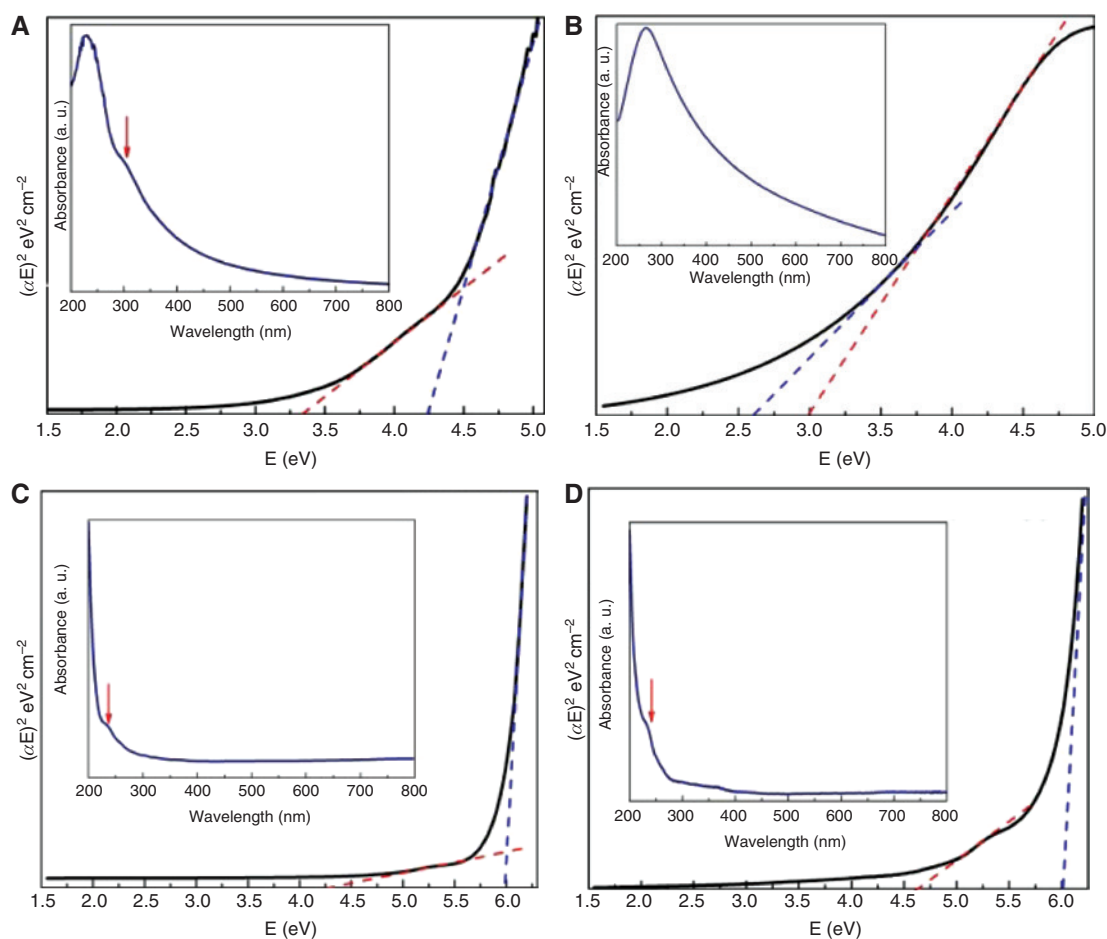 A
Absorbance (a. u.)
200 300 400 500 600 700 800
Wavelength (nm)
(αE)² eV² cm⁻²
1.5 2.0 2.5 3.0 3.5 4.0 4.5 5.0
E (eV)
B
Absorbance (a. u.)
200 300 400 500 600 700 800
Wavelength (nm)
(αE)² eV² cm⁻²
1.5 2.0 2.5 3.0 3.5 4.0 4.5 5.0
E (eV)
C
Absorbance (a. u.)
200 300 400 500 600 700 800
Wavelength (nm)
(αE)² eV² cm⁻²
1.5 2.0 2.5 3.0 3.5 4.0 4.5 5.0 5.5 6.0
E (eV)
D
Absorbance (a. u.)
200 300 400 500 600 700 800
Wavelength (nm)
(αE)² eV² cm⁻²
1.5 2.0 2.5 3.0 3.5 4.0 4.5 5.0 5.5 6.0
E (eV)